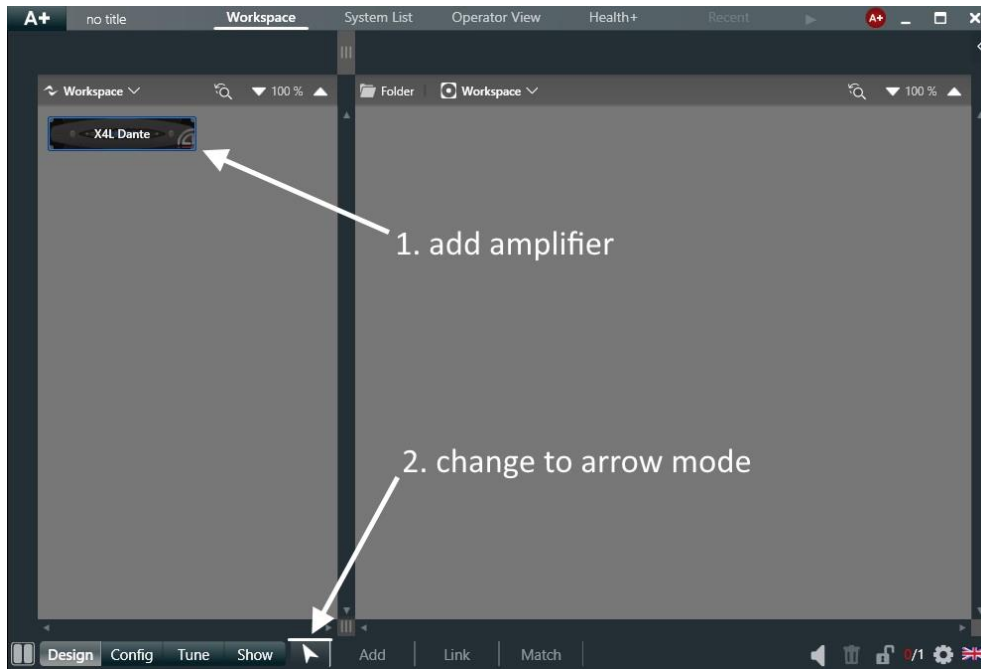 A+ no title Workspace System List Operator View Health+ Recent A+
Workspace 100 % Folder Workspace 100 %
X4L Dante
1. add amplifier
2. change to arrow mode
Design Config Tune Show Add Link Match 0/1